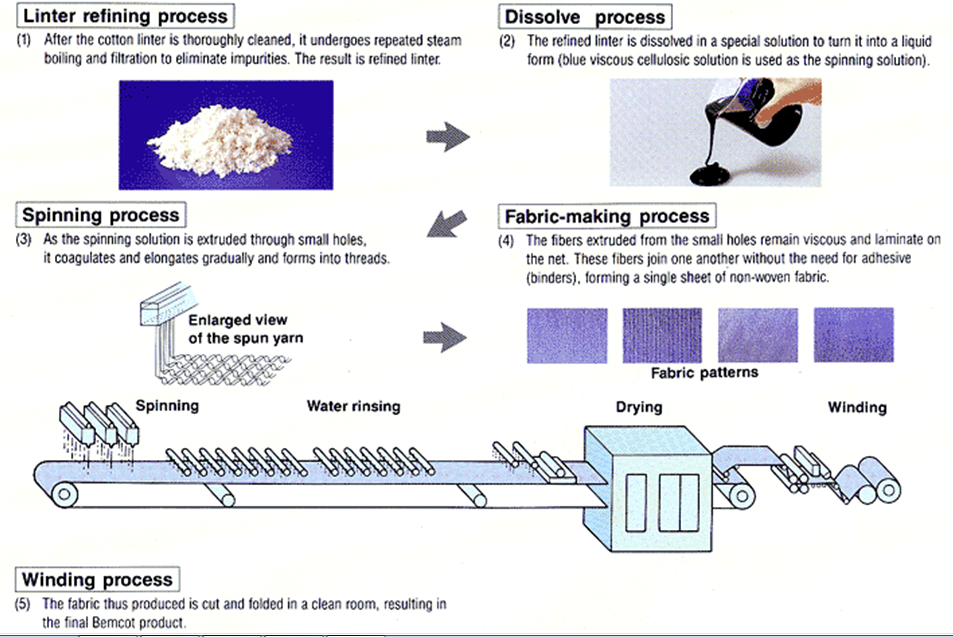 Linter refining process
(1) After the cotton linter is thoroughly cleaned, it undergoes repeated steam
boiling and filtration to eliminate impurities. The result is refined linter.
Dissolve process
(2) The refined linter is dissolved in a special solution to turn it into a liquid
form (blue viscous cellulosic solution is used as the spinning solution).
Spinning process
(3) As the spinning solution is extruded through small holes,
it coagulates and elongates gradually and forms into threads.
Enlarged view
of the spun yarn
Fabric-making process
(4) The fibers extruded from the small holes remain viscous and laminate on
the net. These fibers join one another without the need for adhesive
(binders), forming a single sheet of non-woven fabric.
Fabric patterns
Spinning
Water rinsing
Drying
Winding
Winding process
(5) The fabric thus produced is cut and folded in a clean room, resulting in
the final Bemcot product.